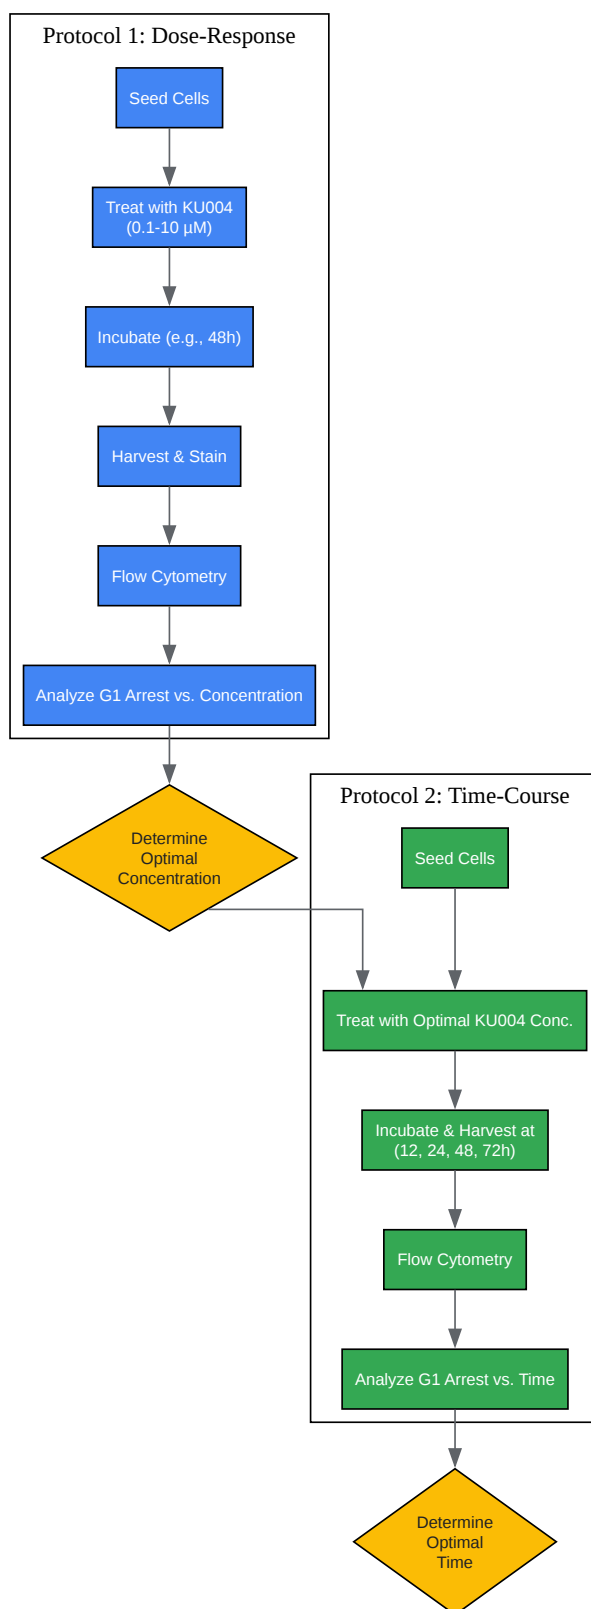 Protocol 1: Dose-Response
Seed Cells
Treat with KU004
(0.1-10 µM)
Incubate (e.g., 48h)
Harvest & Stain
Flow Cytometry
Analyze G1 Arrest vs. Concentration
Determine
Optimal
Concentration
Protocol 2: Time-Course
Seed Cells
Treat with Optimal KU004 Conc.
Incubate & Harvest at
(12, 24, 48, 72h)
Flow Cytometry
Analyze G1 Arrest vs. Time
Determine
Optimal
Time